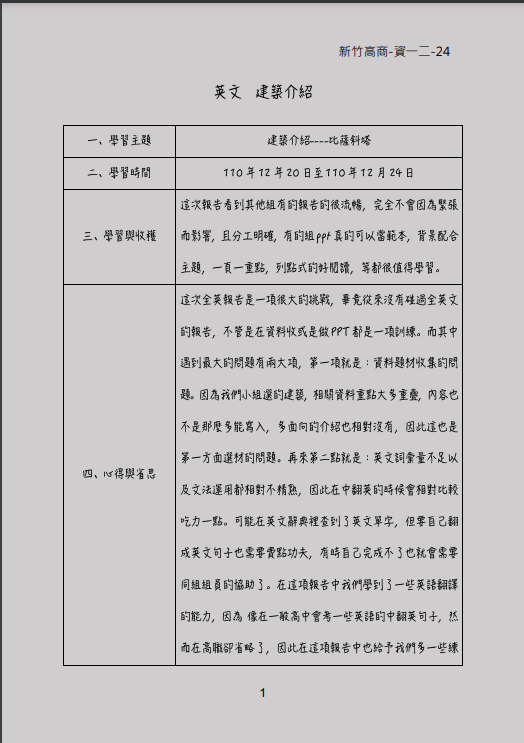 新竹高商-資一二-24
英文 建築介紹
一、學習主題
建築介紹----比薩斜塔
二、學習時間
110年12月20日至110年12月24日
三、學習與收穫
這次報告看到其他組有的報告的很流暢，完全不會因為緊張
而影響，且分工明確，有的組ppt真的可以當範本，背景配合
主題，一頁一重點，列點式的好閱讀，等都很值得學習。
四、心得與省思
這次全英報告是一項很大的挑戰，畢竟從來沒有碰過全英文
的報告，不管是在資料收或是做PPT都是一項訓練。而其中
遇到最大的問題有兩大項，第一項就是：資料題材收集的問
題。因為我們小組選的建築，相關資料重點大多重疊，內容也
不是那麼多能寫入，多面向的介紹也相對沒有，因此這也是
第一方面選材的問題。再來第二點就是：英文詞彙量不足以
及文法運用都相對不精熟，因此在中翻英的時候會相對比較
吃力一點。可能在英文辭典裡查到了英文單字，但要自己翻
成英文句子也需要費點功夫，有時自己完成不了也就會需要
同組組員的協助了。在這項報告中我們學到了一些英語翻譯
的能力，因為 像在一般高中會考一些英語的中翻英句子，然
而在高職卻省略了，因此在這項報告中也給予我們多一些練
1